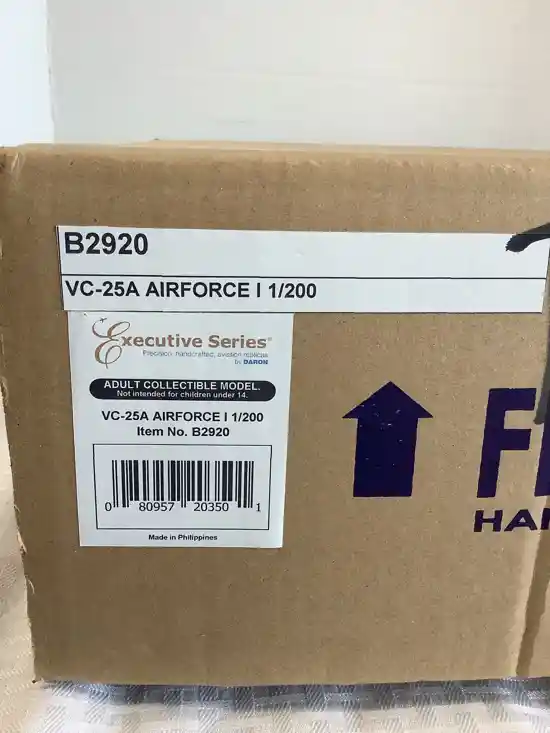 B2920
VC-25A AIRFORCE I 1/200
Executive Series®
Precision, handcrafted, aviation replicas
by DARON
ADULT COLLECTIBLE MODEL.
Not intended for children under 14.
VC-25A AIRFORCE I 1/200
Item No. B2920
0 80957 20350 1
Made in Philippines
F
HA